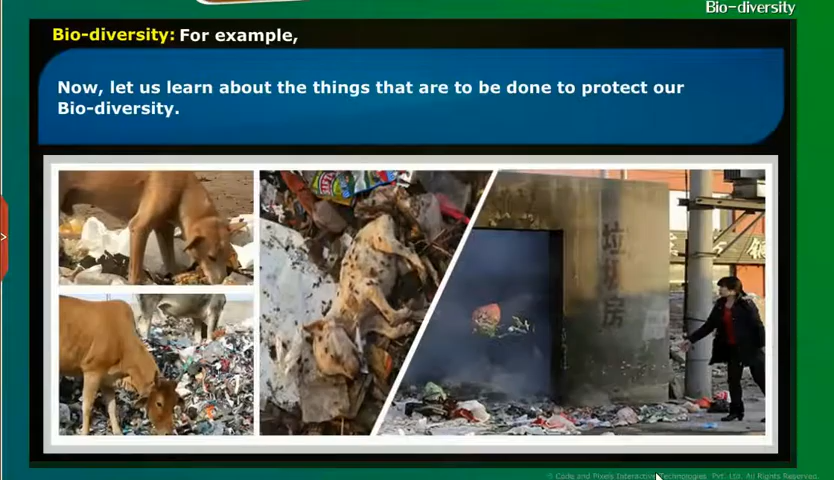 Bio-diversity
Bio-diversity: For example,
Now, let us learn about the things that are to be done to protect our
Bio-diversity.
垃圾房
© Code and Pixels Interactive Technologies. Pvt. Ltd. All Rights Reserved.